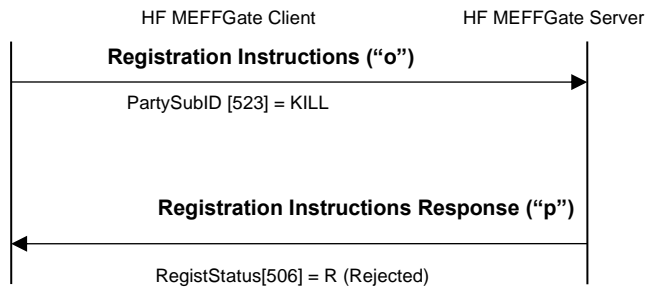 HF MEFFGate Client HF MEFFGate Server
Registration Instructions (“o”)
PartySubID [523] = KILL
Registration Instructions Response (“p”)
RegistStatus[506] = R (Rejected)